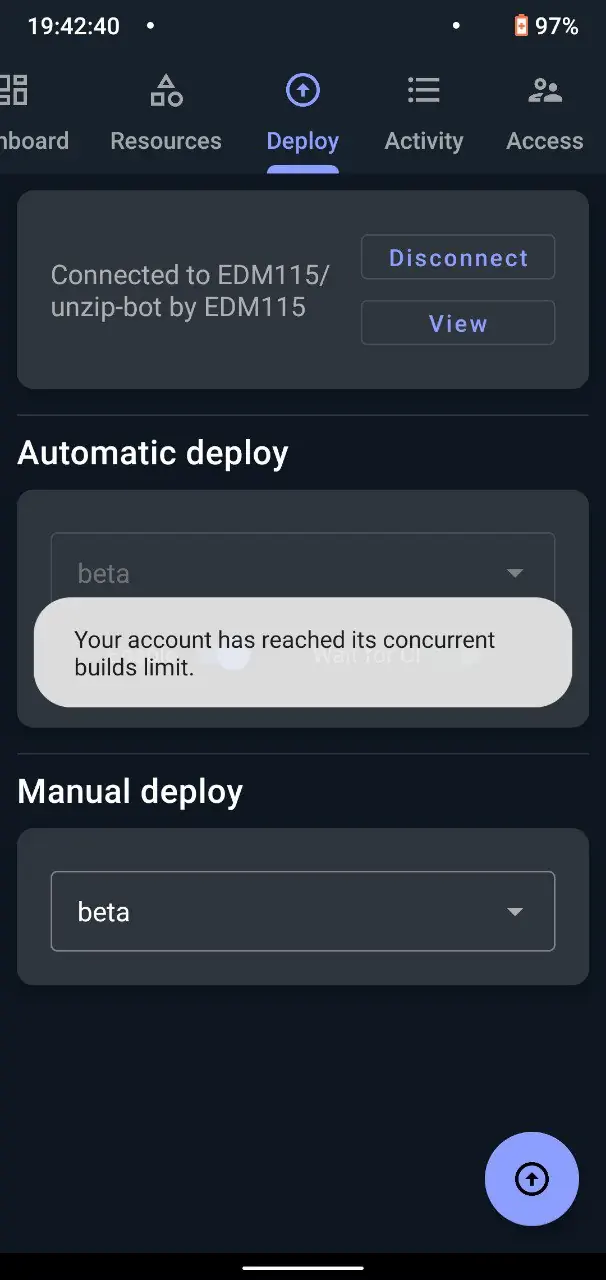 19:42:40
97%
nboard Resources Deploy Activity Access
Connected to EDM115/
unzip-bot by EDM115
Disconnect
View
Automatic deploy
beta
Your account has reached its concurrent
builds limit.
Manual deploy
beta